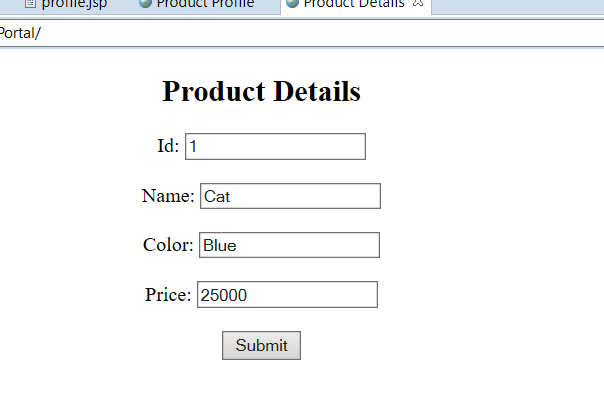 profile.jsp Product Profile Product Details
Portal/
Product Details
Id: 1
Name: Cat
Color: Blue
Price: 25000
Submit